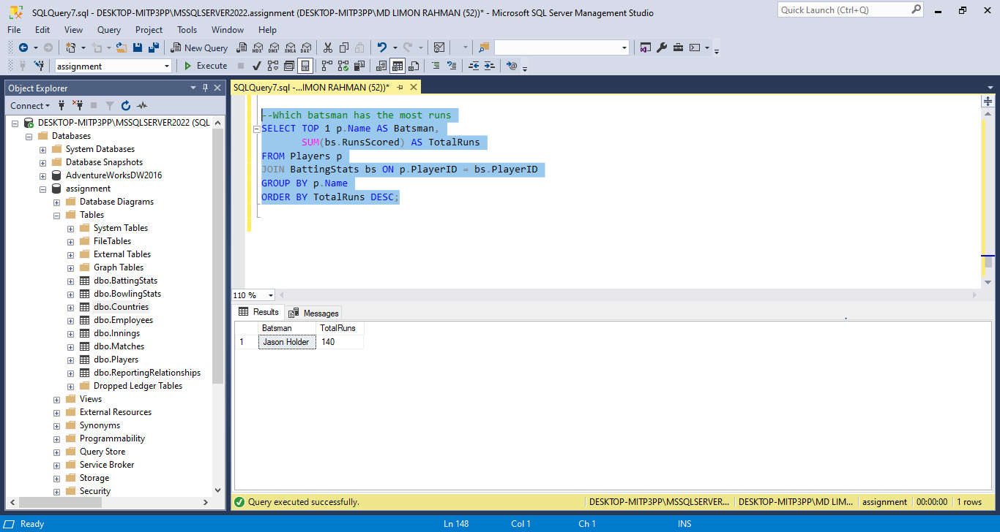 SQLQuery7.sql - DESKTOP-MITP3PP\MSSQLSERVER2022.assignment (DESKTOP-MITP3PP\MD LIMON RAHMAN (52))* - Microsoft SQL Server Management Studio
Quick Launch (Ctrl+Q)
File Edit View Query Project Tools Window Help
New Query MDX DMX XMLA DAX
assignment Execute
Object Explorer
SQLQuery7.sql -...IMON RAHMAN (52))*
Connect
DESKTOP-MITP3PP\MSSQLSERVER2022 (SQL
Databases
System Databases
Database Snapshots
AdventureWorksDW2016
assignment
Database Diagrams
Tables
System Tables
FileTables
External Tables
Graph Tables
dbo.BattingStats
dbo.BowlingStats
dbo.Countries
dbo.Employees
dbo.Innings
dbo.Matches
dbo.Players
dbo.ReportingRelationships
Dropped Ledger Tables
Views
External Resources
Synonyms
Programmability
Query Store
Service Broker
Storage
Security
--Which batsman has the most runs
SELECT TOP 1 p.Name AS Batsman,
SUM(bs.RunsScored) AS TotalRuns
FROM Players p
JOIN BattingStats bs ON p.PlayerID = bs.PlayerID
GROUP BY p.Name
ORDER BY TotalRuns DESC;
110 %
Results Messages
Batsman TotalRuns
1 Jason Holder 140
Query executed successfully. DESKTOP-MITP3PP\MSSQLSERVER... DESKTOP-MITP3PP\MD LIM... assignment 00:00:00 1 rows
Ready Ln 148 Col 1 Ch 1 INS